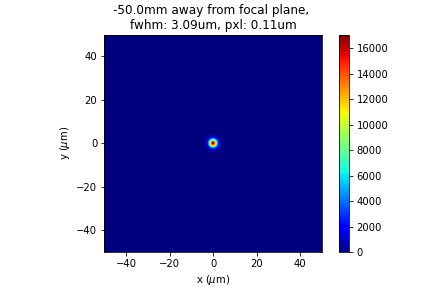 -50.0mm away from focal plane,
fwhm: 3.09um, pxl: 0.11um
40
20
0
−20
−40
y (μm)
−40 −20 0 20 40
x (μm)
16000
14000
12000
10000
8000
6000
4000
2000
0